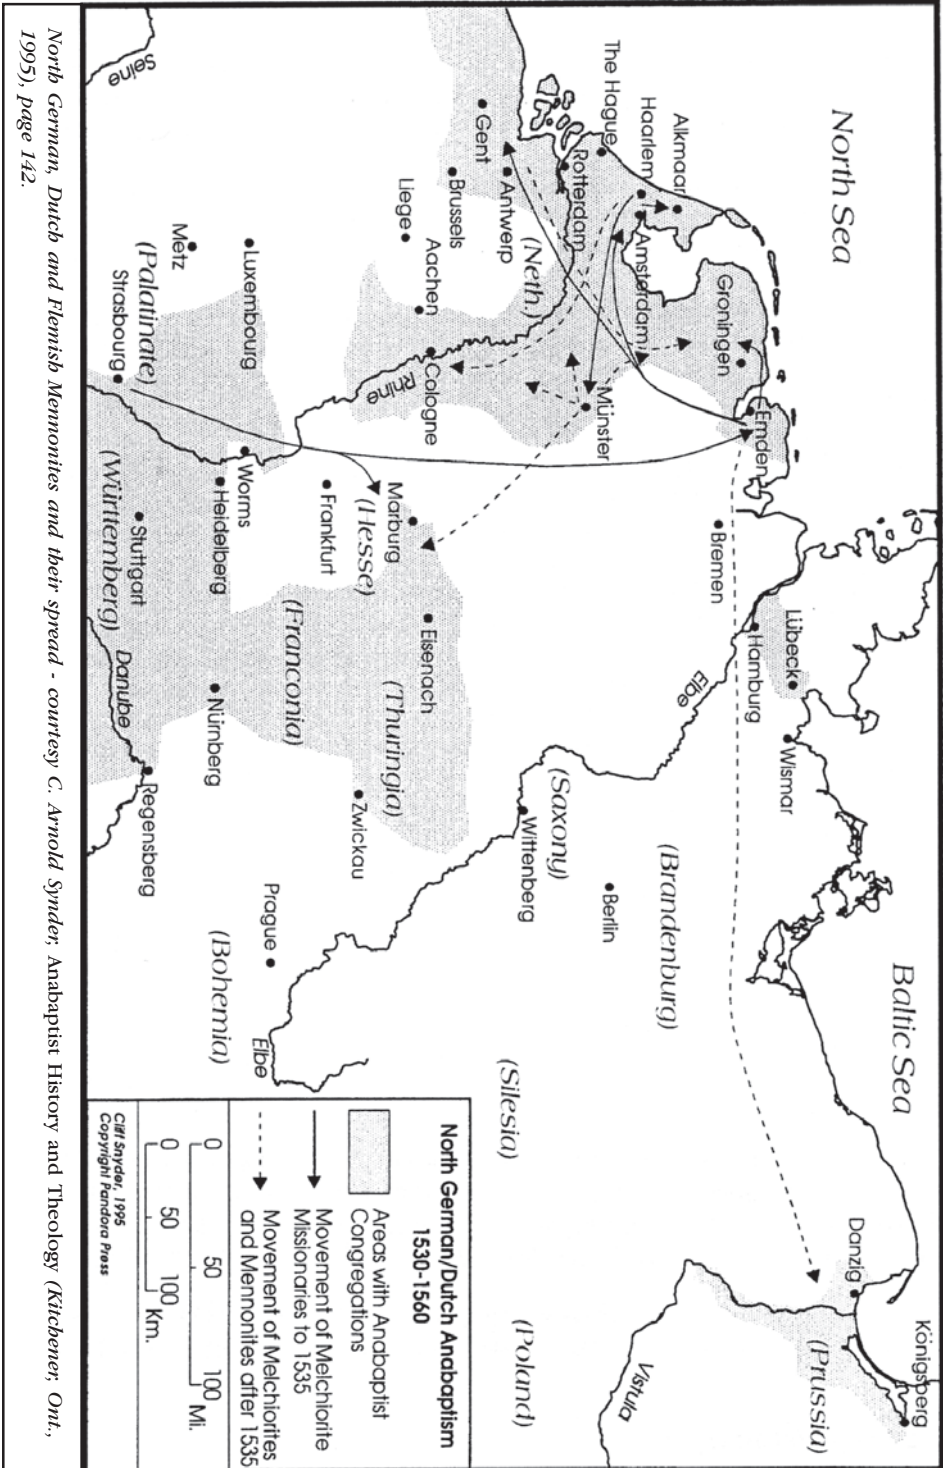 North Sea
Baltic Sea
Alkmaar
Haarlem
The Hague
Amsterdam
Rotterdam
Groningen
Emden
(Neth.)
Antwerp
Gent
Brussels
Liege
Aachen
Cologne
Rhine
Münster
Bremen
Lübeck
Hamburg
Wismar
Elbe
(Brandenburg)
Berlin
(Saxony)
Wittenberg
Danzig
Königsberg
(Prussia)
Vistula
(Poland)
(Silesia)
Marburg
(Hesse)
Frankfurt
Eisenach
(Thuringia)
Zwickau
(Franconia)
Luxembourg
Metz
(Palatinate)
Strasbourg
Worms
Heidelberg
Stuttgart
(Württemberg)
Danube
Nürnberg
Regensberg
Prague
(Bohemia)
Elbe
Seine
North German/Dutch Anabaptism
1530-1560
Areas with Anabaptist
Congregations
Movement of Melchiorite
Missionaries to 1535
Movement of Melchiorites
and Mennonites after 1535
0 50 100 Mi.
0 50 100 Km.
Cliff Snyder, 1995
Copyright Pandora Press
North German, Dutch and Flemish Mennonites and their spread - courtesy C. Arnold Synder, Anabaptist History and Theology (Kitchener, Ont.,
1995), page 142.